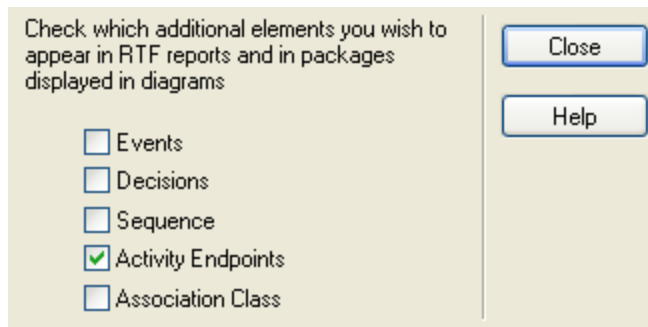 Check which additional elements you wish to
appear in RTF reports and in packages
displayed in diagrams
Close
Help
Events
Decisions
Sequence
Activity Endpoints
Association Class